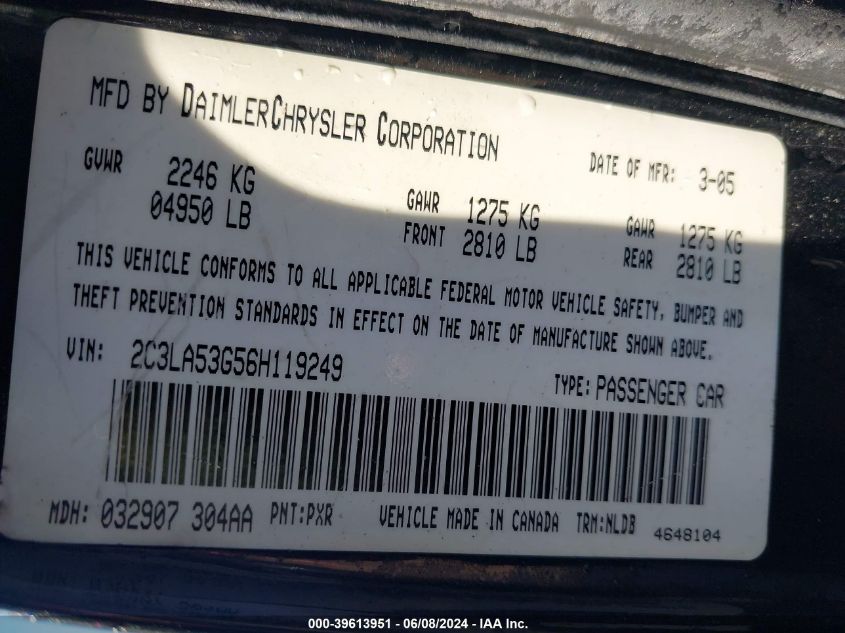 MFD BY DAIMLERCHRYSLER CORPORATION
DATE OF MFR: 3-05
GVWR 2246 KG
04950 LB
GAWR 1275 KG
FRONT 2810 LB
GAWR 1275 KG
REAR 2810 LB
THIS VEHICLE CONFORMS TO ALL APPLICABLE FEDERAL MOTOR VEHICLE SAFETY, BUMPER AND
THEFT PREVENTION STANDARDS IN EFFECT ON THE DATE OF MANUFACTURE SHOWN ABOVE.
VIN: 2C3LA53G56H119249
TYPE: PASSENGER CAR
MDH: 032907 304AA PNT:PXR VEHICLE MADE IN CANADA TRM:NLDB 4648104
000-39613951 - 06/08/2024 - IAA Inc.